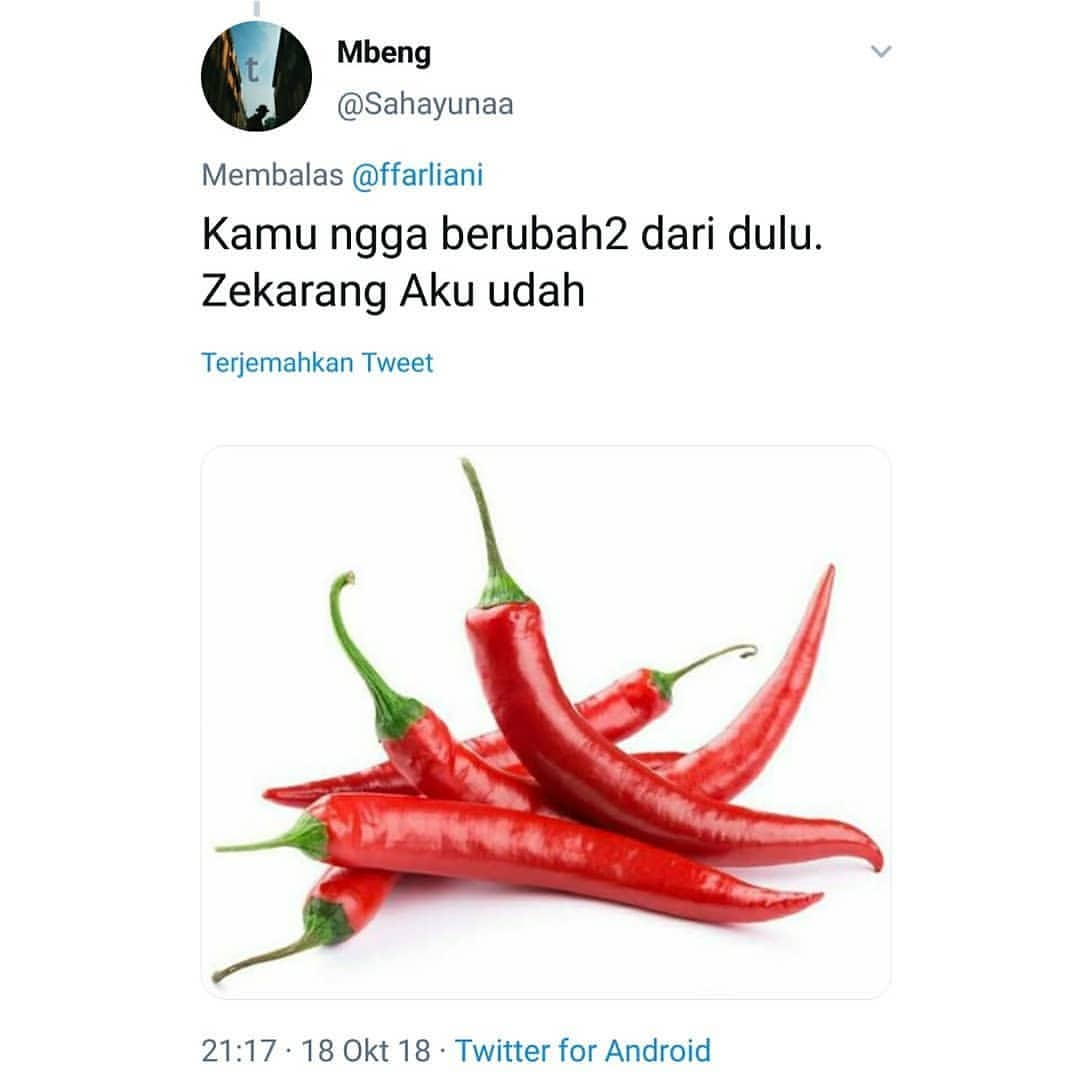 t
Mbeng
@Sahayunaa
Membalas @ffarliani
Kamu ngga berubah2 dari dulu.
Zekarang Aku udah
Terjemahkan Tweet
21:17 · 18 Okt 18 · Twitter for Android